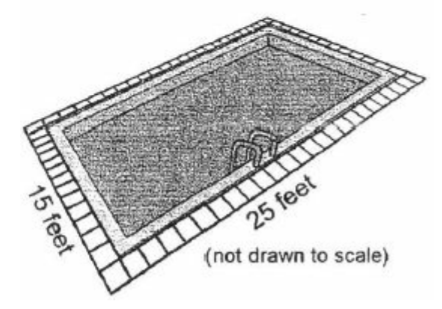 15 feet
25 feet
(not drawn to scale)